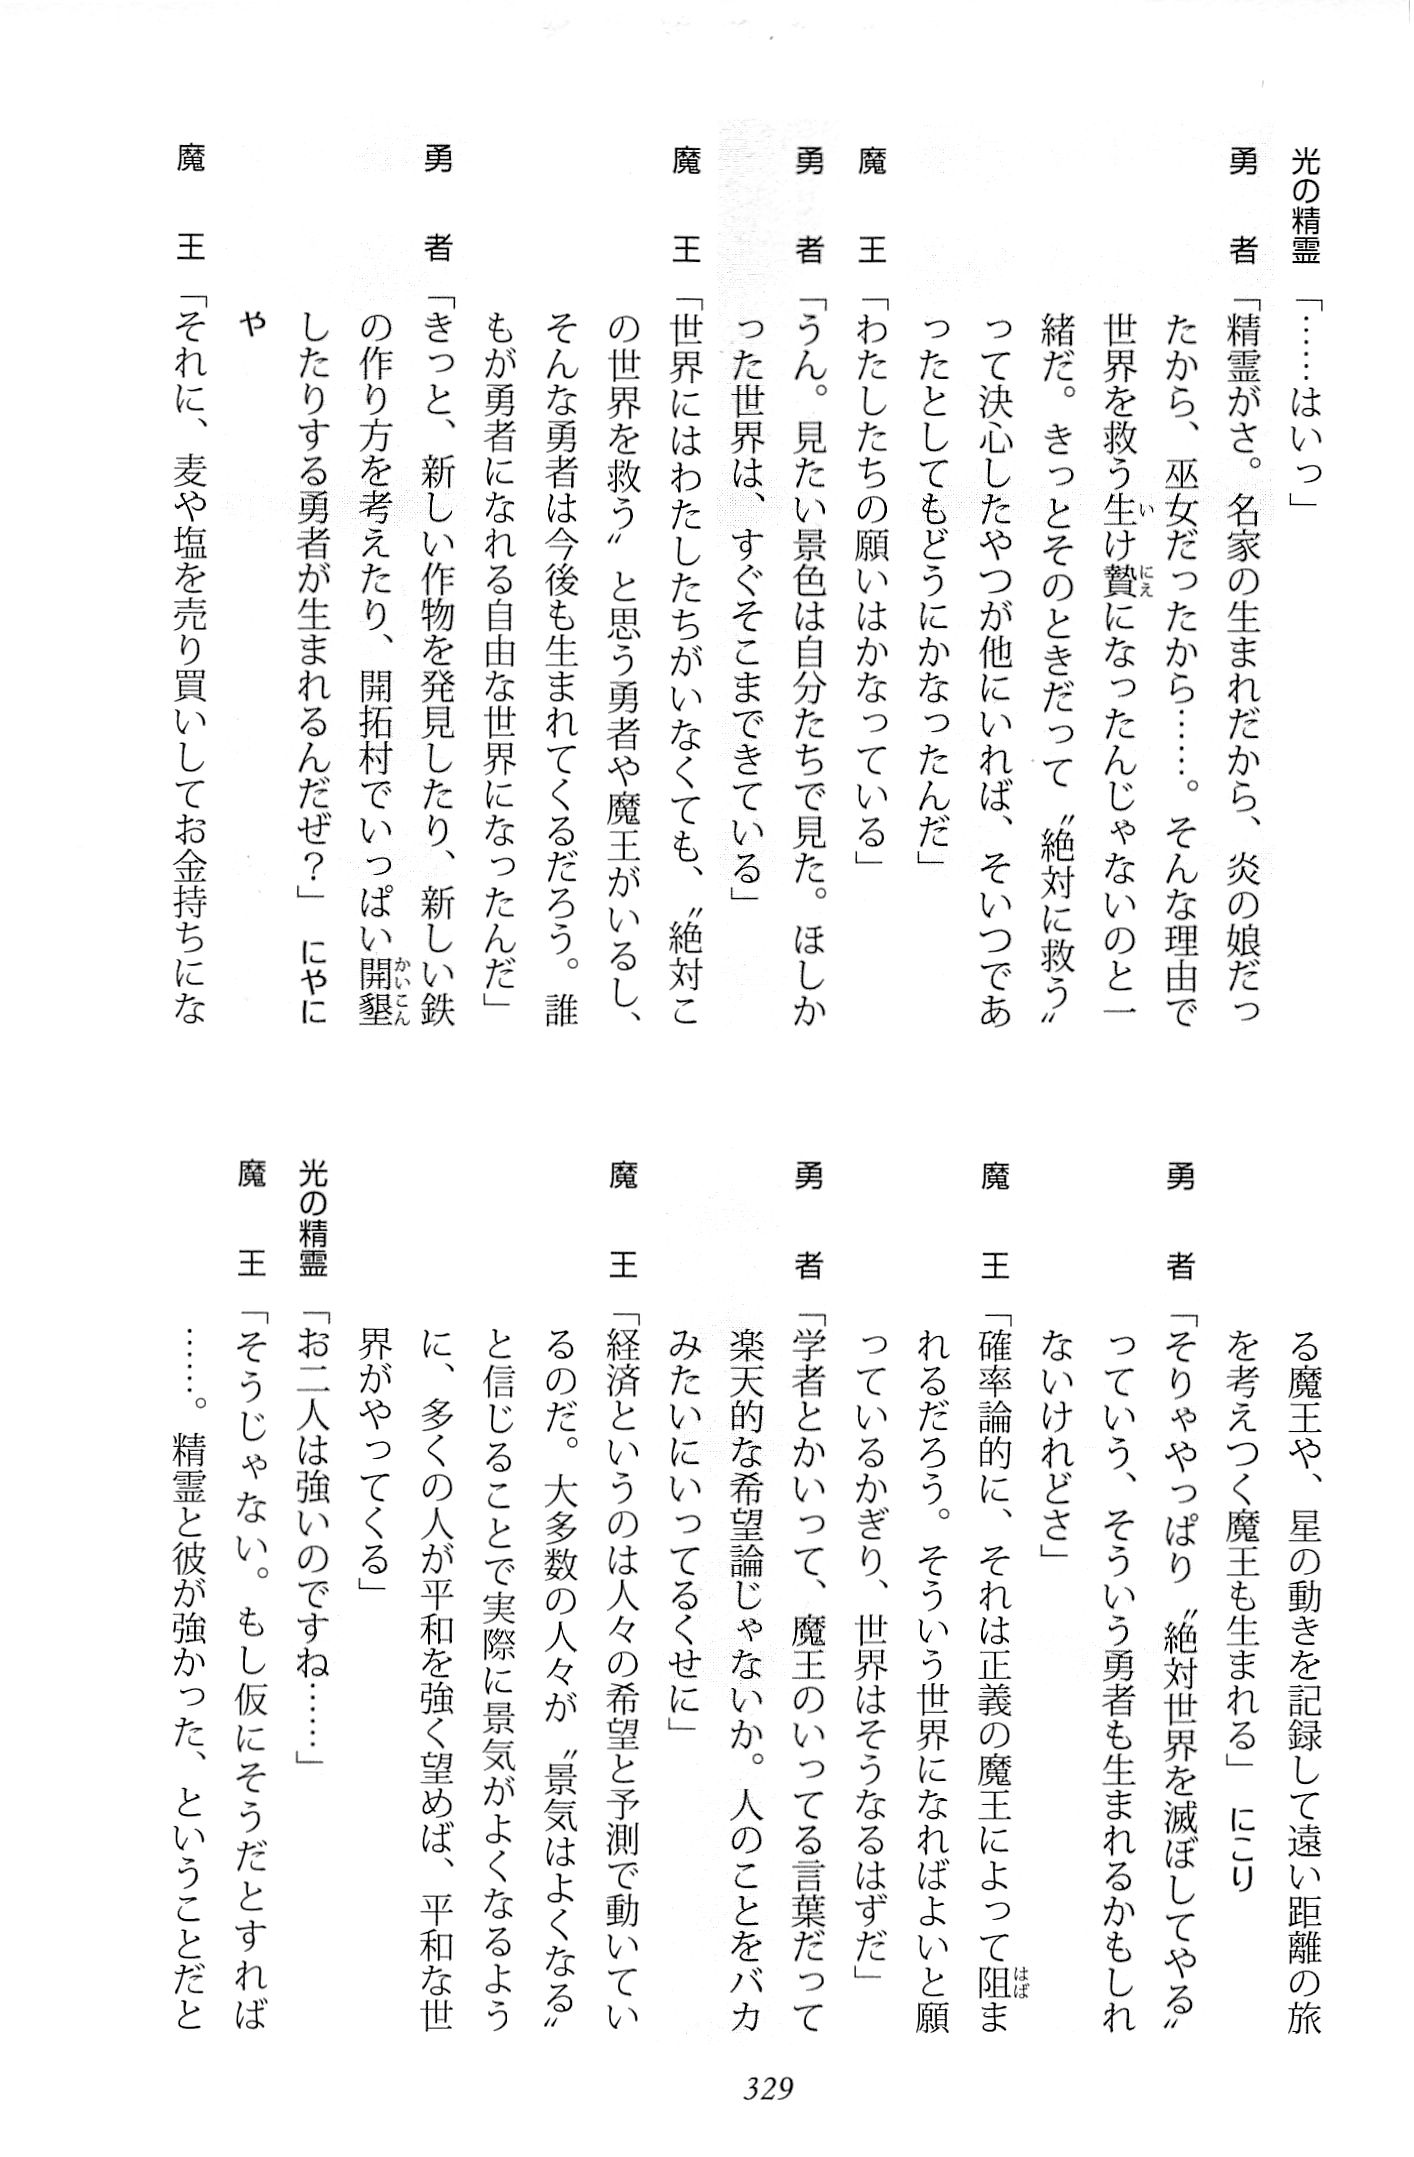 光の精霊「……はいっ」
勇　者「精霊がさ。名家の生まれだから、炎の娘だっ
たから、巫女だったから……。そんな理由で
世界を救う生け贄になったんじゃないのと一
緒だ。きっとそのときだって〝絶対に救う〟
って決心したやつが他にいれば、そいつであ
ったとしてもどうにかなったんだ」
魔　王「わたしたちの願いはかなっている」
勇　者「うん。見たい景色は自分たちで見た。ほしか
った世界は、すぐそこまできている」
魔　王「世界にはわたしたちがいなくても、〝絶対こ
の世界を救う〟と思う勇者や魔王がいるし、
そんな勇者は今後も生まれてくるだろう。誰
もが勇者になれる自由な世界になったんだ」
勇　者「きっと、新しい作物を発見したり、新しい鉄
の作り方を考えたり、開拓村でいっぱい開墾
したりする勇者が生まれるんだぜ？」　にやに
や
魔　王「それに、麦や塩を売り買いしてお金持ちにな
る魔王や、星の動きを記録して遠い距離の旅
を考えつく魔王も生まれる」　にこり
勇　者「そりゃやっぱり〝絶対世界を滅ぼしてやる〟
っていう、そういう勇者も生まれるかもしれ
ないけれどさ」
魔　王「確率論的に、それは正義の魔王によって阻ま
れるだろう。そういう世界になればよいと願
っているかぎり、世界はそうなるはずだ」
勇　者「学者とかいって、魔王のいってる言葉だって
楽天的な希望論じゃないか。人のことをバカ
みたいにいってるくせに」
魔　王「経済というのは人々の希望と予測で動いてい
るのだ。大多数の人々が〝景気はよくなる〟
と信じることで実際に景気がよくなるよう
に、多くの人が平和を強く望めば、平和な世
界がやってくる」
光の精霊「お二人は強いのですね……」
魔　王「そうじゃない。もし仮にそうだとすれば
……。精霊と彼が強かった、ということだと
329